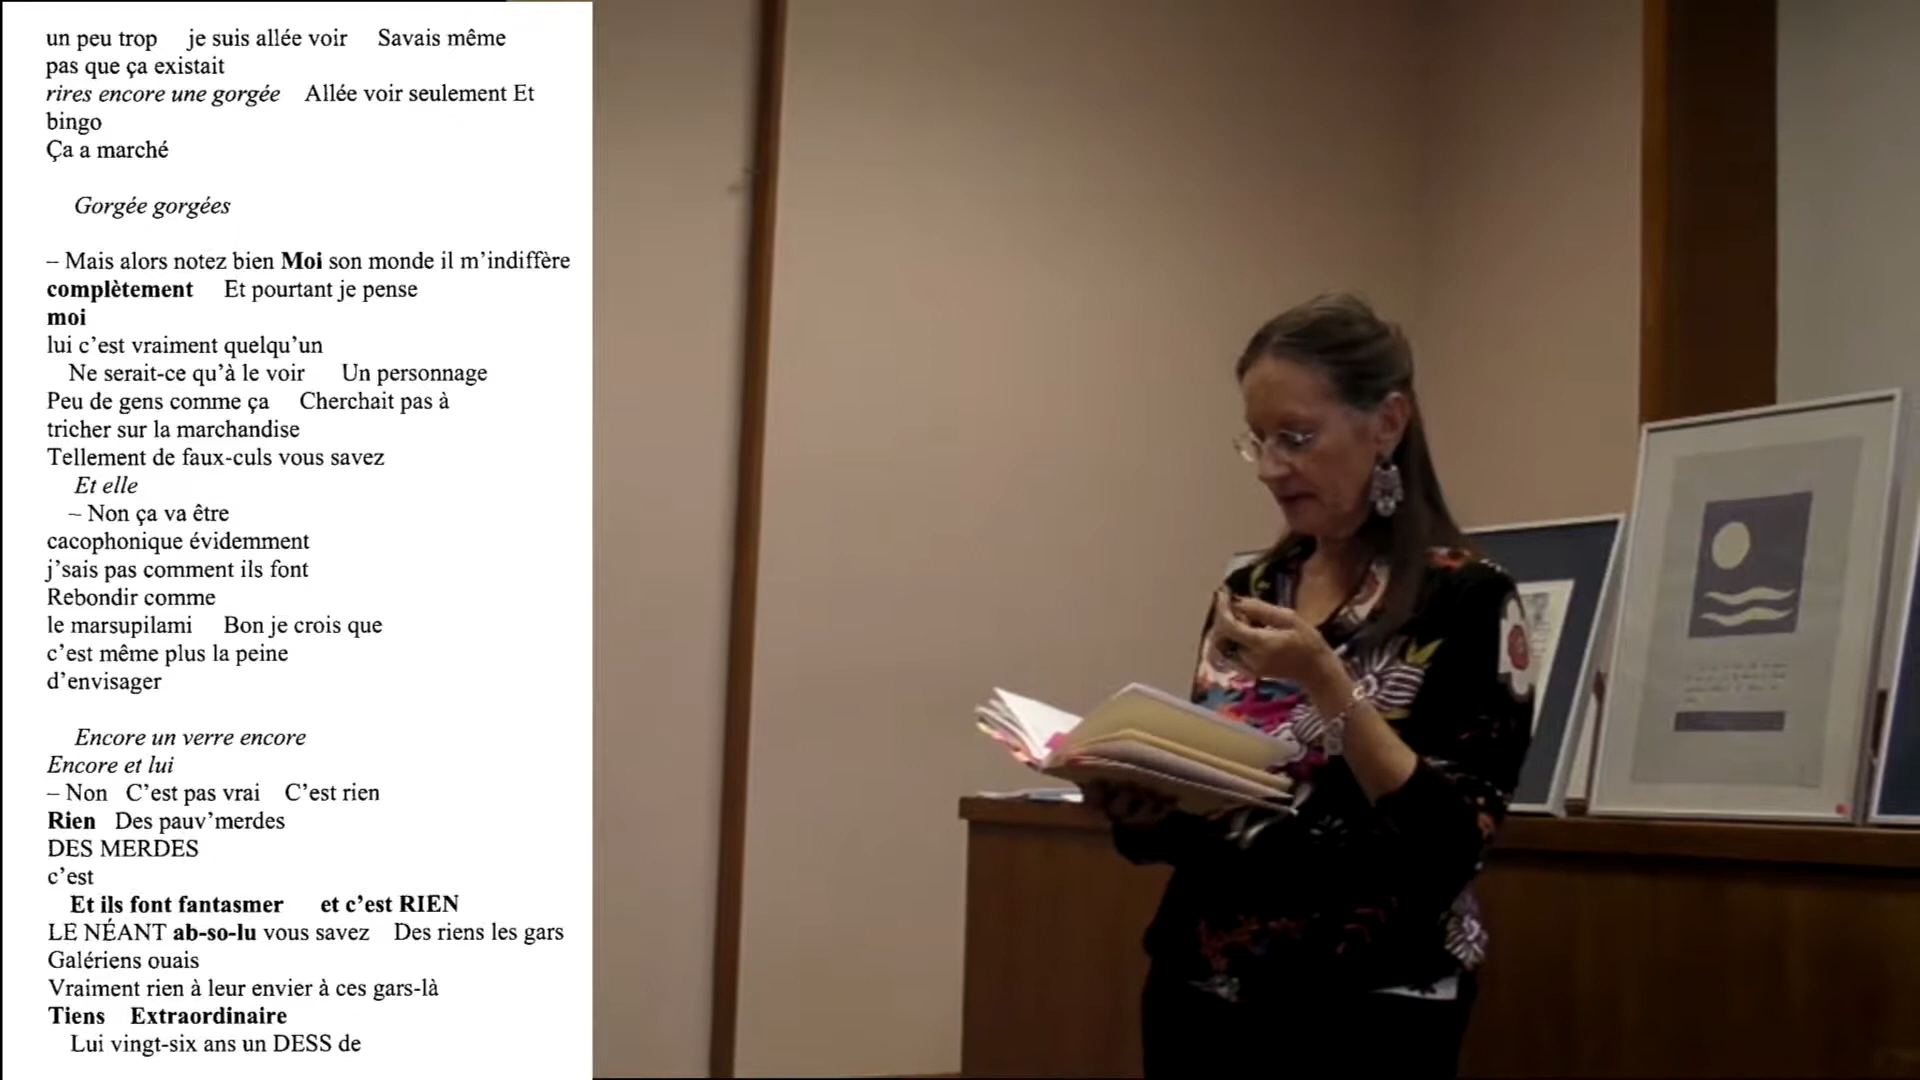 un peu trop je suis allée voir Savais même
pas que ça existait
rires encore une gorgée Allée voir seulement Et
bingo
Ça a marché
Gorgée gorgées
– Mais alors notez bien Moi son monde il m’indiffère
complètement Et pourtant je pense
moi
lui c’est vraiment quelqu’un
Ne serait-ce qu’à le voir Un personnage
Peu de gens comme ça Cherchait pas à
tricher sur la marchandise
Tellement de faux-culs vous savez
Et elle
– Non ça va être
cacophonique évidemment
j’sais pas comment ils font
Rebondir comme
le marsupilami Bon je crois que
c’est même plus la peine
d’envisager
Encore un verre encore
Encore et lui
– Non C’est pas vrai C’est rien
Rien Des pauv’merdes
DES MERDES
c’est
Et ils font fantasmer et c’est RIEN
LE NÉANT ab-so-lu vous savez Des riens les gars
Galériens ouais
Vraiment rien à leur envier à ces gars-là
Tiens Extraordinaire
Lui vingt-six ans un DESS de